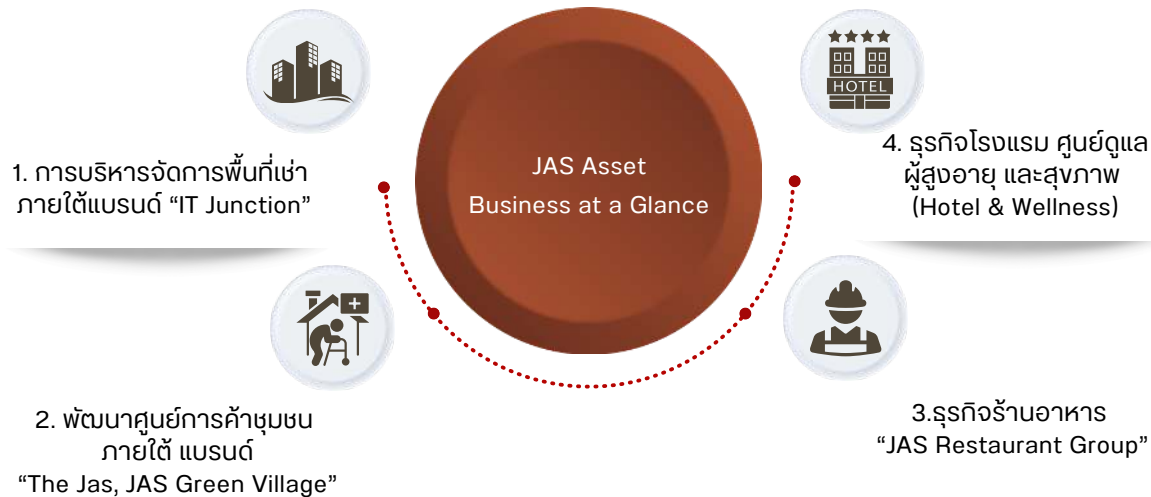 JAS Asset
Business at a Glance
1. การบริหารจัดการพื้นที่เช่า
ภายใต้แบรนด์ “IT Junction”
2. พัฒนาศูนย์การค้าชุมชน
ภายใต้ แบรนด์
“The Jas, JAS Green Village”
3.ธุรกิจร้านอาหาร
“JAS Restaurant Group”
HOTEL
4. ธุรกิจโรงแรม ศูนย์ดูแล
ผู้สูงอายุ และสุขภาพ
(Hotel & Wellness)